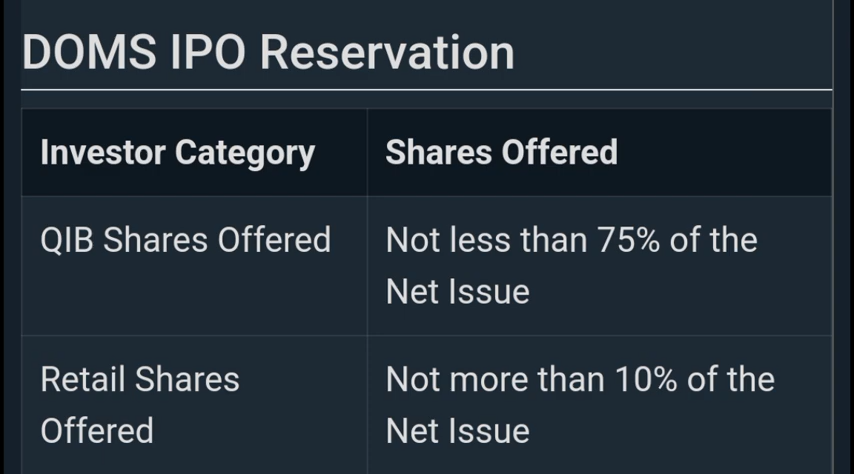 DOMS IPO Reservation
Investor Category
Shares Offered
QIB Shares Offered
Not less than 75% of the
Net Issue
Retail Shares
Offered
Not more than 10% of the
Net Issue